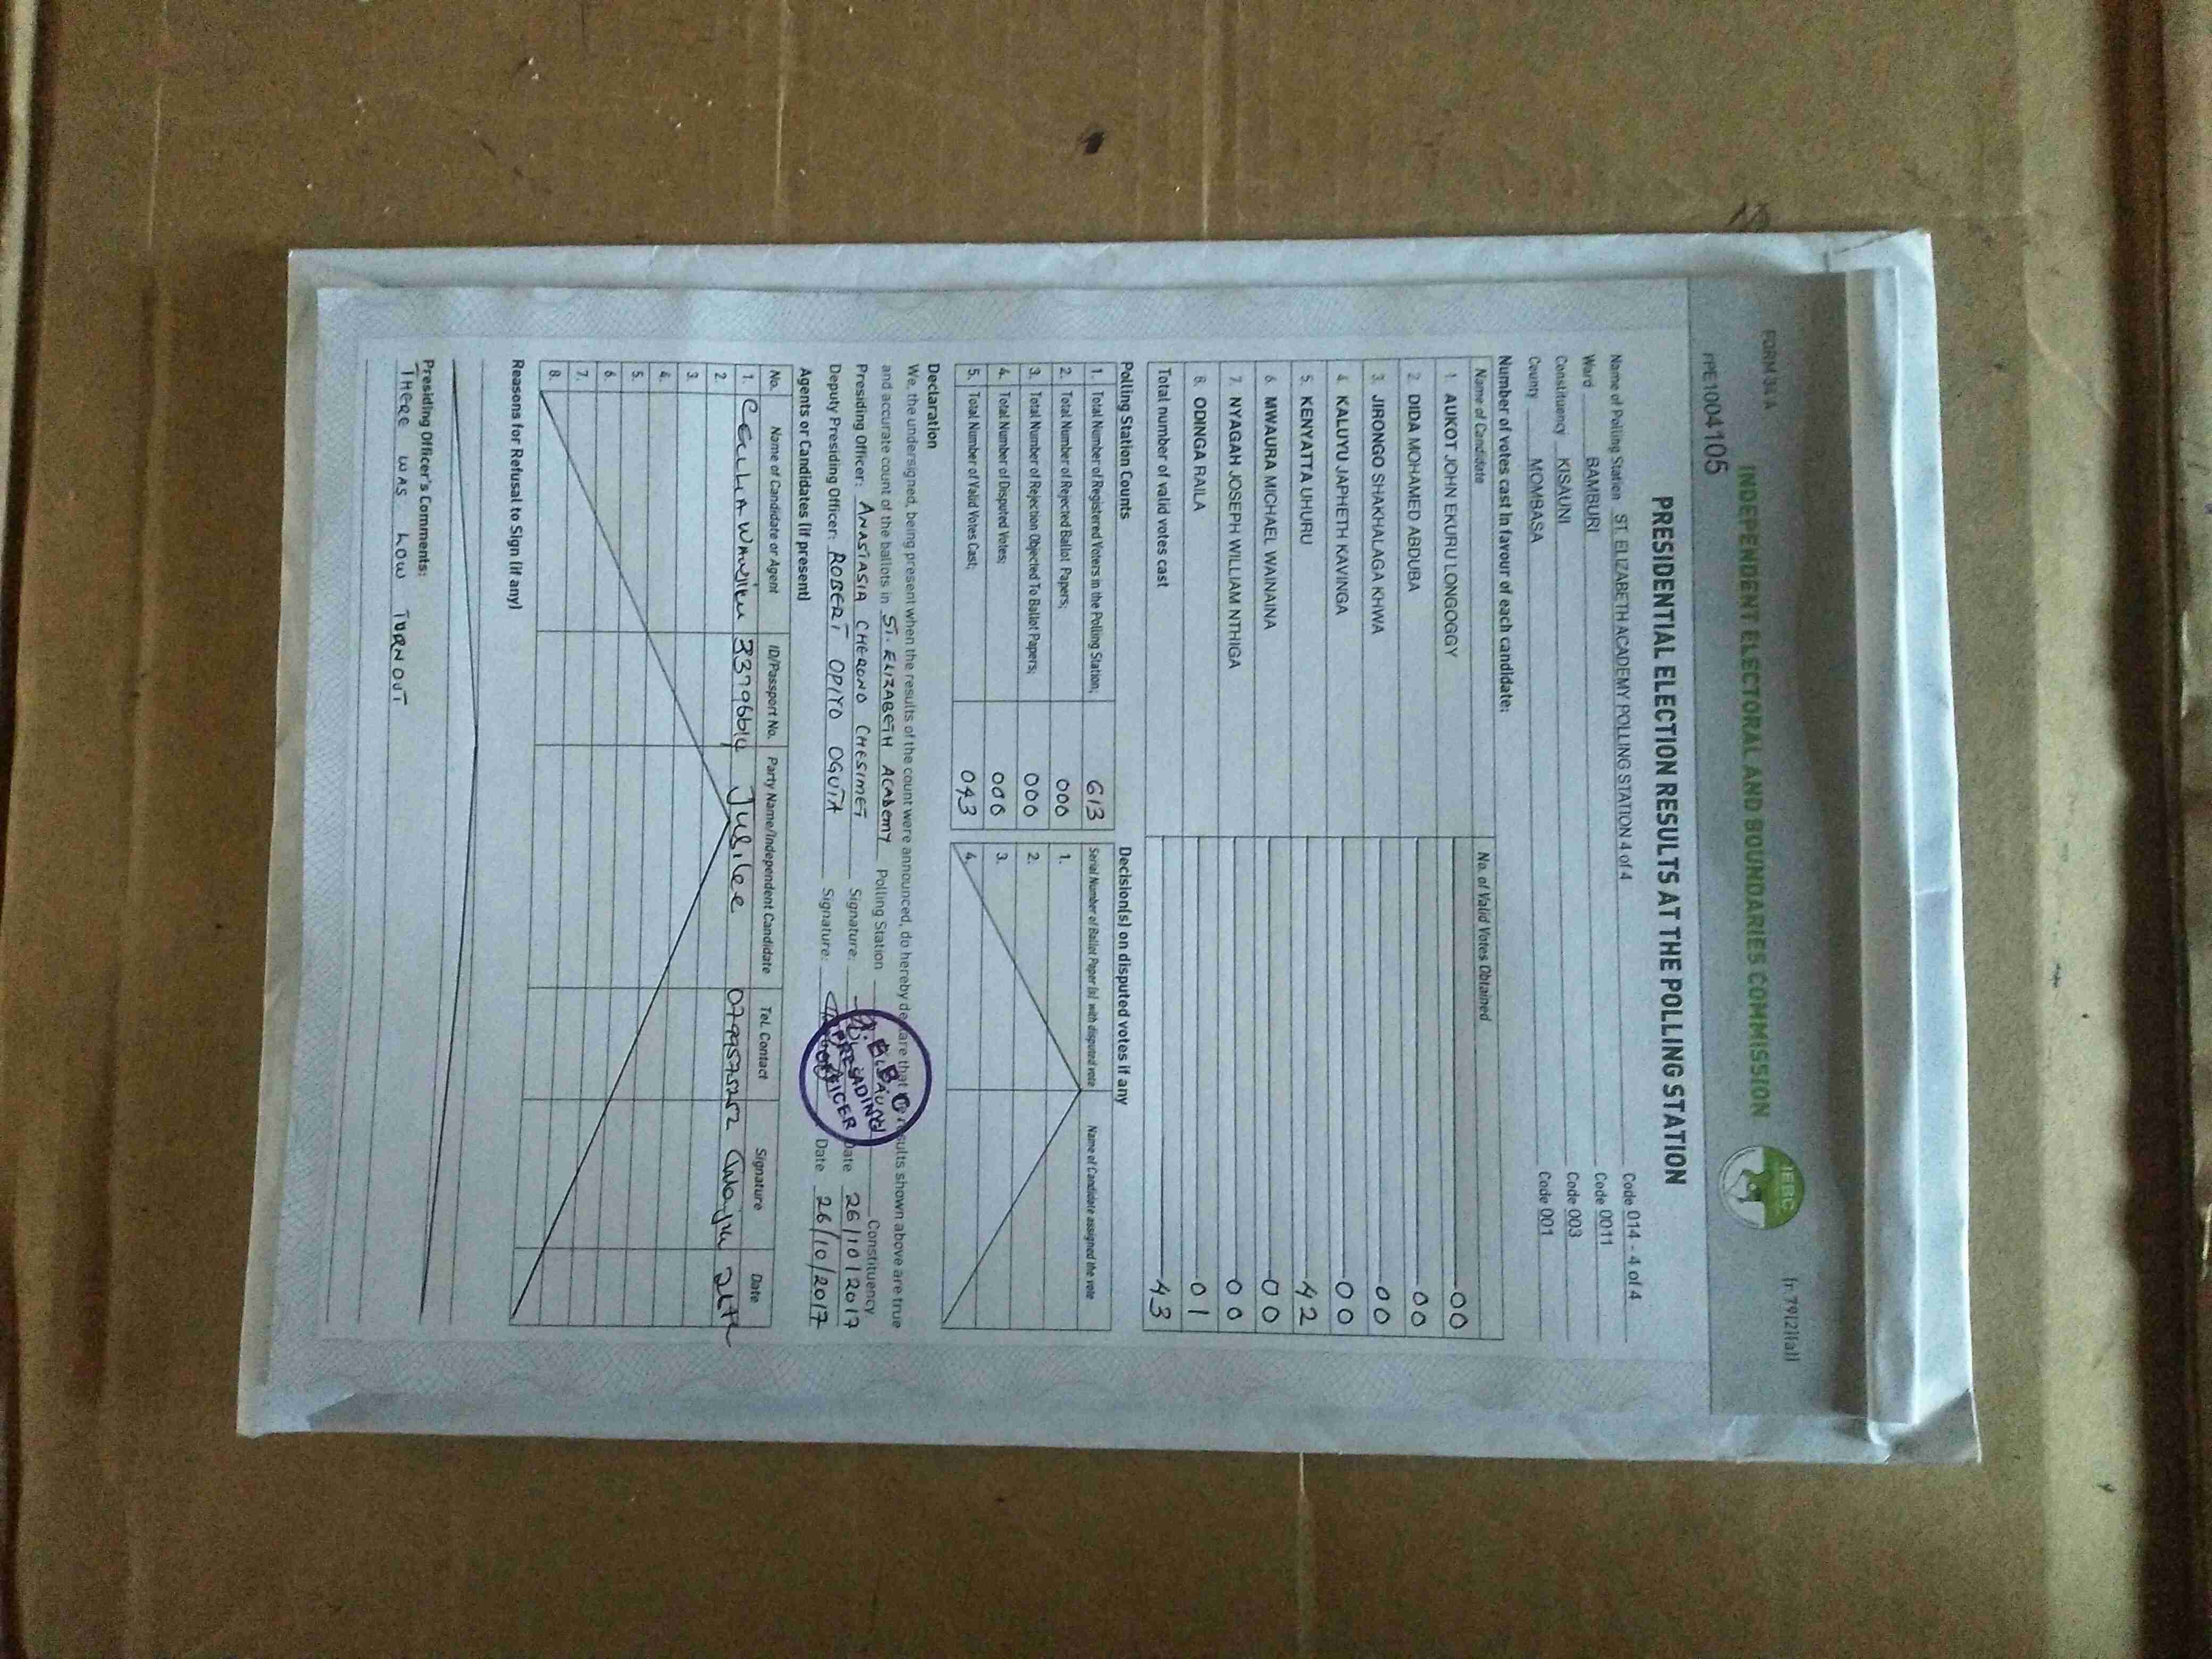 FORM 34 A
[r. 79(2)(a)]
INDEPENDENT ELECTORAL AND BOUNDARIES COMMISSION
IEBC
PRE1004105
PRESIDENTIAL ELECTION RESULTS AT THE POLLING STATION
Name of Polling Station ST. ELIZABETH ACADEMY POLLING STATION 4 of 4 Code 014 - 4 of 4
Ward BAMBURI Code 0011
Constituency KISAUNI Code 003
County MOMBASA Code 001
Number of votes cast in favour of each candidate:
Name of Candidate No. of Valid Votes Obtained
1. AUKOT JOHN EKURU LONGOGGY 00
2. DIDA MOHAMED ABDUBA 00
3. JIRONGO SHAKHALAGA KHWA 00
4. KALUYU JAPHETH KAVINGA 00
5. KENYATTA UHURU 42
6. MWAURA MICHAEL WAINAINA 00
7. NYAGAH JOSEPH WILLIAM NTHIGA 00
8. ODINGA RAILA 01
Total number of valid votes cast 43
Polling Station Counts
1. Total Number of Registered Voters in the Polling Station; 613
2. Total Number of Rejected Ballot Papers; 000
3. Total Number of Rejection Objected To Ballot Papers; 000
4. Total Number of Disputed Votes; 000
5. Total Number of Valid Votes Cast; 043
Decision(s) on disputed votes if any
Serial Number of Ballot Paper (s) with disputed vote Name of Candidate assigned the vote
1.
2.
3.
4.
Declaration
We, the undersigned, being present when the results of the count were announced, do hereby declare that the results shown above are true
and accurate count of the ballots in ST. ELIZABETH ACADEMY Polling Station Constituency.
Presiding Officer: ANASTASIA CHERONO CHESIMET Signature: Date 26/10/2017
Deputy Presiding Officer: ROBERT OPIYO OGUTA Signature: Date 26/10/2017
PRESIDING
OFFICER
Agents or Candidates (if present)
No. Name of Candidate or Agent ID/Passport No. Party Name/Independent Candidate Tel. Contact Signature Date
1. CECILIA WANJIKU Jubilee
2.
3.
4.
5.
6.
7.
8.
Reasons for Refusal to Sign (if any)
Presiding Officer's Comments:
THERE WAS LOW TURNOUT